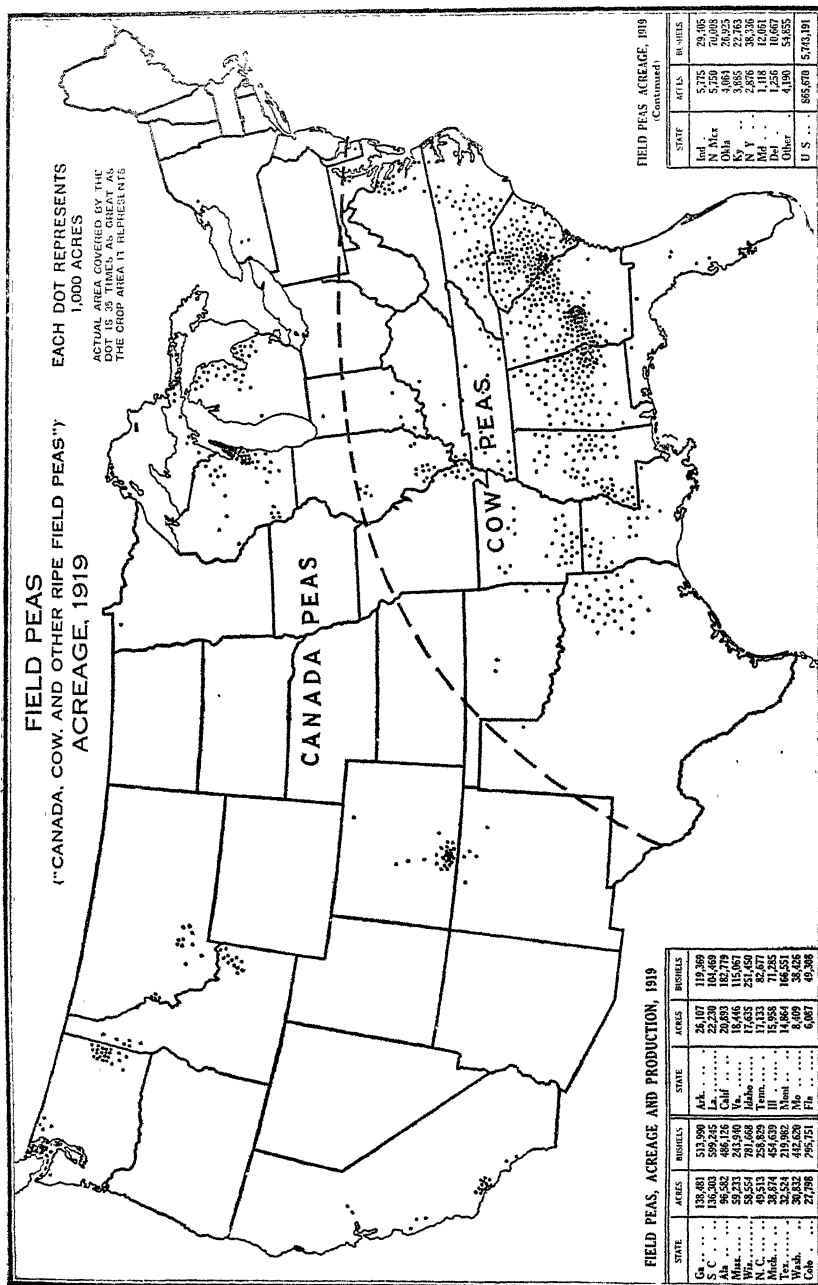 FIELD PEAS
("CANADA, COW, AND OTHER RIPE FIELD PEAS")
ACREAGE, 1919
EACH DOT REPRESENTS
1,000 ACRES
ACTUAL AREA COVERED BY THE
DOT IS 35 TIMES AS GREAT AS
THE CROP AREA IT REPRESENTS
CANADA PEAS
COW PEAS.
FIELD PEAS, ACREAGE AND PRODUCTION, 1919
STATE ACRES BUSHELS STATE ACRES BUSHELS
Ga 138,481 513,990 Ark. 26,107 119,369
S C 136,303 599,245 La. 22,230 104,469
Ala 96,582 486,126 Calif 20,893 182,779
Miss. 59,233 243,940 Va. 18,446 115,067
Wis. 58,554 781,668 Idaho 17,635 251,450
N. C. 49,513 258,829 Tenn. 17,133 82,677
Mich. 38,874 454,639 Ill 15,958 71,285
Tex. 32,524 219,982 Mont 14,864 166,551
Wash. 30,832 442,620 Mo 8,409 38,426
Colo 27,798 295,751 Fla 6,087 49,308
FIELD PEAS ACREAGE, 1919
(Continued)
STATE ACRES BUSHELS
Ind. 5,775 29,405
N Mex 5,750 70,098
Okla 4,061 26,925
Ky 3,885 22,763
N Y 2,876 38,336
Md 1,118 12,061
Del 1,256 10,667
Other 4,190 54,855
U S 865,670 5,743,191